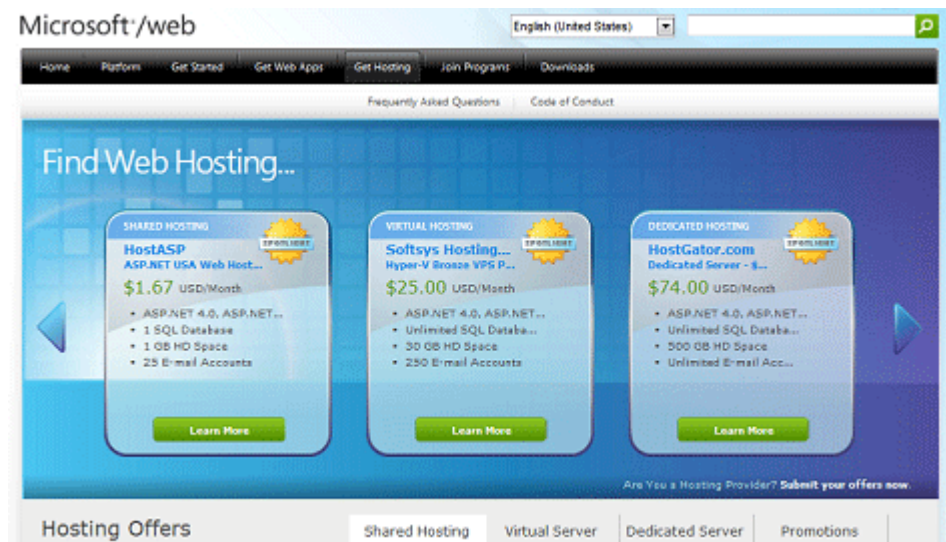 Microsoft /web
English (United States)
Home Platform Get Started Get Web Apps Get Hosting Join Programs Downloads
Frequently Asked Questions | Code of Conduct
Find Web Hosting...
SHARED HOSTING
SPOTLIGHT
HostASP
ASP.NET USA Web Host...
$1.67 USD/Month
• ASP.NET 4.0, ASP.NET...
• 1 SQL Database
• 1 GB HD Space
• 25 E-mail Accounts
Learn More
VIRTUAL HOSTING
SPOTLIGHT
Softsys Hosting...
Hyper-V Bronze VPS P...
$25.00 USD/Month
• ASP.NET 4.0, ASP.NET...
• Unlimited SQL Databa...
• 30 GB HD Space
• 250 E-mail Accounts
Learn More
DEDICATED HOSTING
SPOTLIGHT
HostGator.com
Dedicated Server - $...
$74.00 USD/Month
• ASP.NET 4.0, ASP.NET...
• Unlimited SQL Databa...
• 500 GB HD Space
• Unlimited E-mail Acc...
Learn More
Are You a Hosting Provider? Submit your offers now.
Hosting Offers
Shared Hosting Virtual Server Dedicated Server Promotions